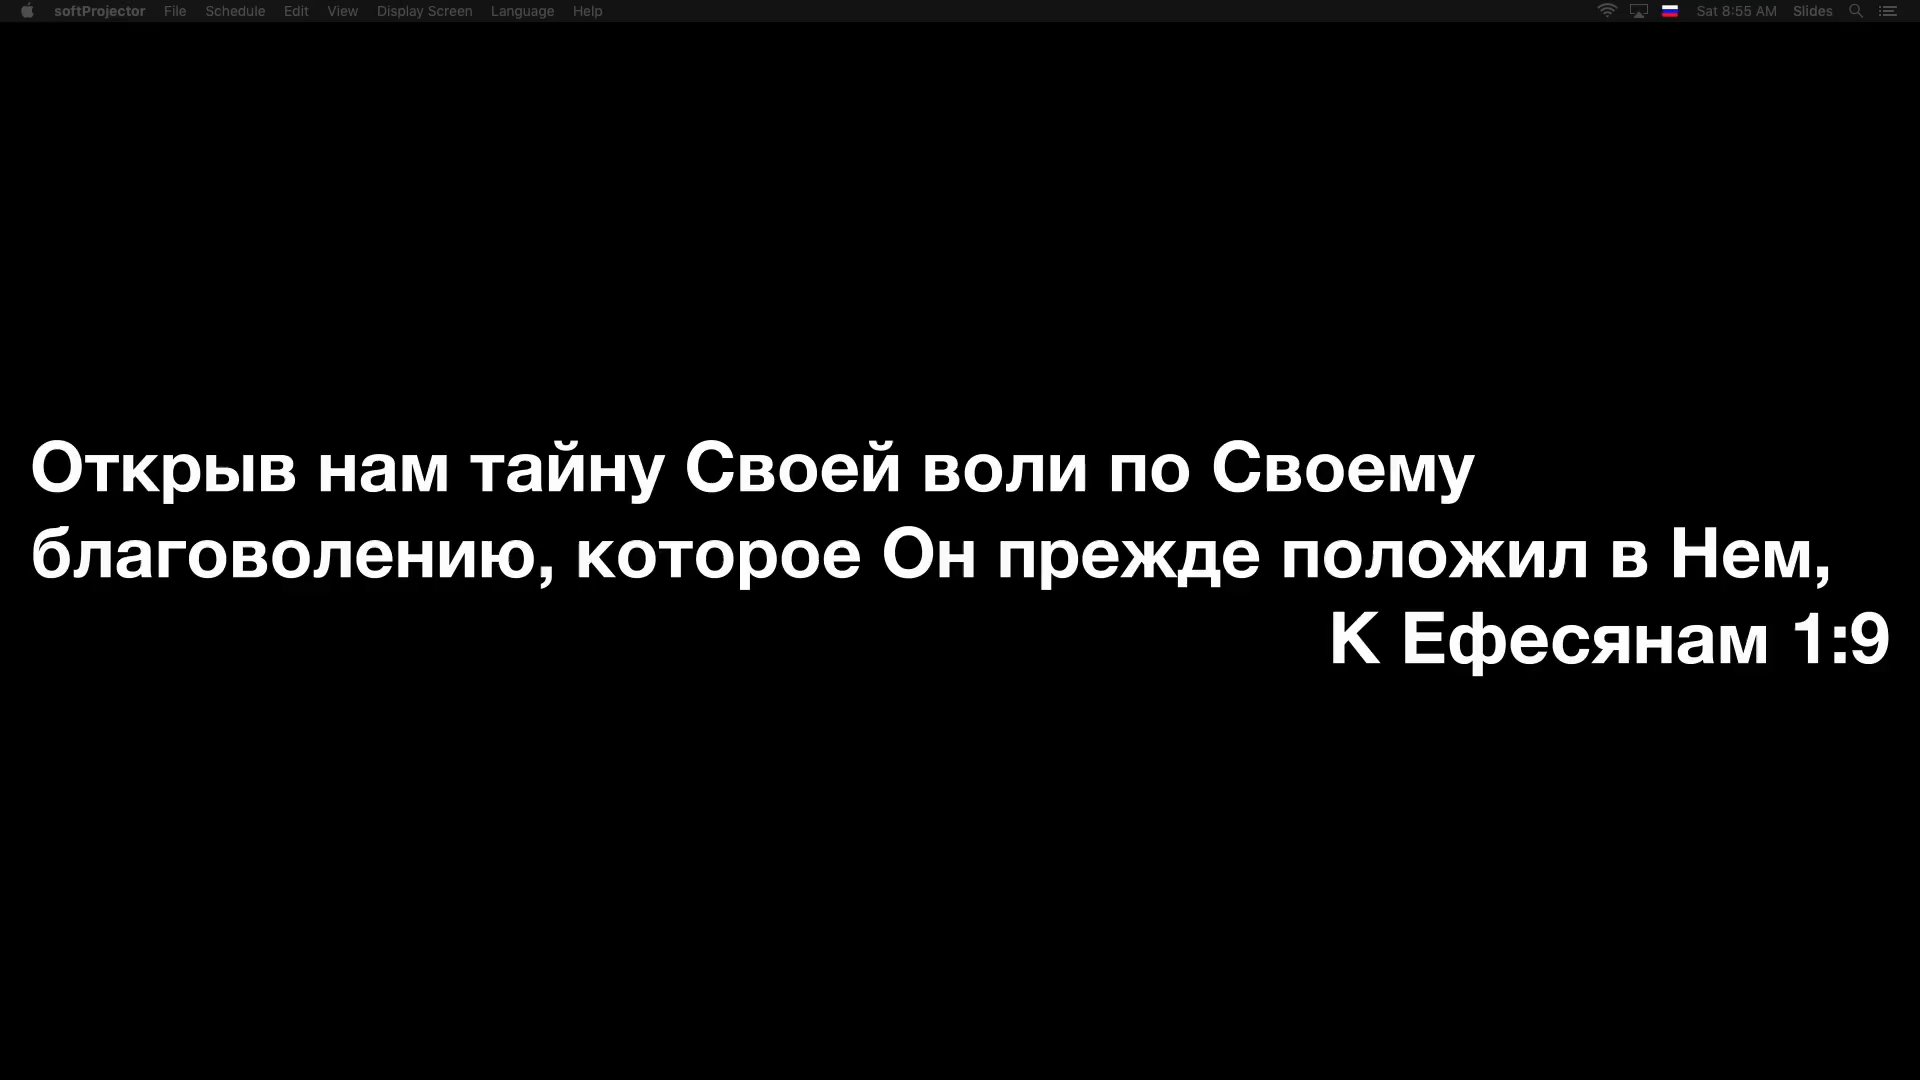 softProjector File Schedule Edit View Display Screen Language Help Sat 8:55 AM Slides
Открыв нам тайну Своей воли по Своему
благоволению, которое Он прежде положил в Нем,
К Ефесянам 1:9